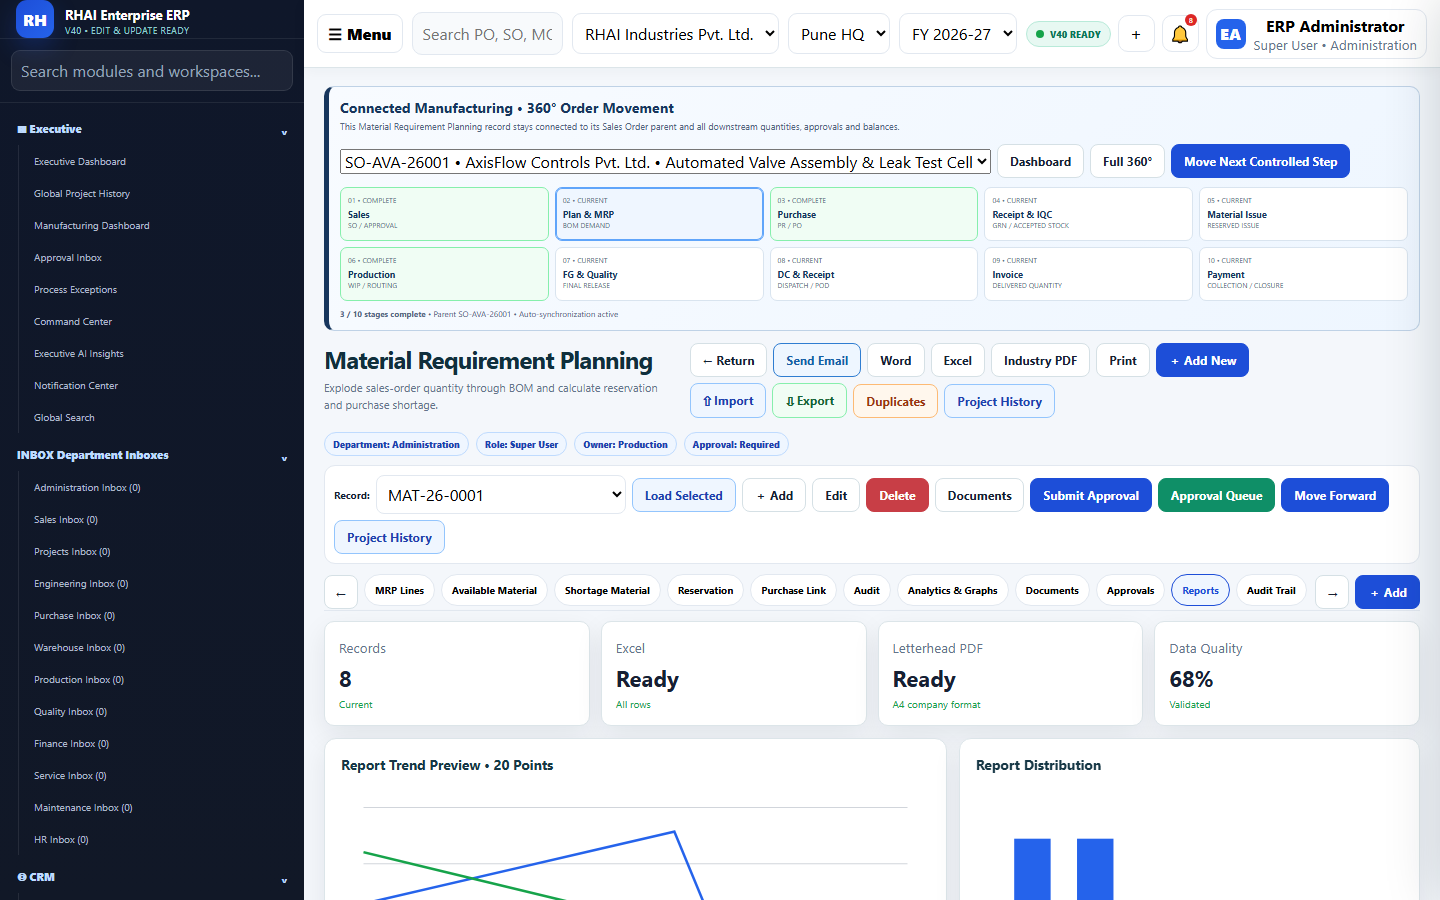 RH
RHAI Enterprise ERP
V40 • EDIT & UPDATE READY
Search modules and workspaces...
Executive
Executive Dashboard
Global Project History
Manufacturing Dashboard
Approval Inbox
Process Exceptions
Command Center
Executive AI Insights
Notification Center
Global Search
INBOX Department Inboxes
Administration Inbox (0)
Sales Inbox (0)
Projects Inbox (0)
Engineering Inbox (0)
Purchase Inbox (0)
Warehouse Inbox (0)
Production Inbox (0)
Quality Inbox (0)
Finance Inbox (0)
Service Inbox (0)
Maintenance Inbox (0)
HR Inbox (0)
CRM
☰ Menu
Search PO, SO, MC
RHAI Industries Pvt. Ltd.
Pune HQ
FY 2026-27
V40 READY
+
8
EA
ERP Administrator
Super User • Administration
Connected Manufacturing • 360° Order Movement
This Material Requirement Planning record stays connected to its Sales Order parent and all downstream quantities, approvals and balances.
SO-AVA-26001 • AxisFlow Controls Pvt. Ltd. • Automated Valve Assembly & Leak Test Cell
Dashboard
Full 360°
Move Next Controlled Step
01 • COMPLETE
Sales
SO / APPROVAL
02 • CURRENT
Plan & MRP
BOM DEMAND
03 • COMPLETE
Purchase
PR / PO
04 • CURRENT
Receipt & IQC
GRN / ACCEPTED STOCK
05 • CURRENT
Material Issue
RESERVED ISSUE
06 • COMPLETE
Production
WIP / ROUTING
07 • CURRENT
FG & Quality
FINAL RELEASE
08 • CURRENT
DC & Receipt
DISPATCH / POD
09 • CURRENT
Invoice
DELIVERED QUANTITY
10 • CURRENT
Payment
COLLECTION / CLOSURE
3 / 10 stages complete • Parent SO-AVA-26001 • Auto-synchronization active
Material Requirement Planning
Explode sales-order quantity through BOM and calculate reservation
and purchase shortage.
← Return
Send Email
Word
Excel
Industry PDF
Print
+ Add New
⇧ Import
⇩ Export
Duplicates
Project History
Department: Administration
Role: Super User
Owner: Production
Approval: Required
Record:
MAT-26-0001
Load Selected
+ Add
Edit
Delete
Documents
Submit Approval
Approval Queue
Move Forward
Project History
←
MRP Lines
Available Material
Shortage Material
Reservation
Purchase Link
Audit
Analytics & Graphs
Documents
Approvals
Reports
Audit Trail
→
+ Add
Records
8
Current
Excel
Ready
All rows
Letterhead PDF
Ready
A4 company format
Data Quality
68%
Validated
Report Trend Preview • 20 Points
Report Distribution